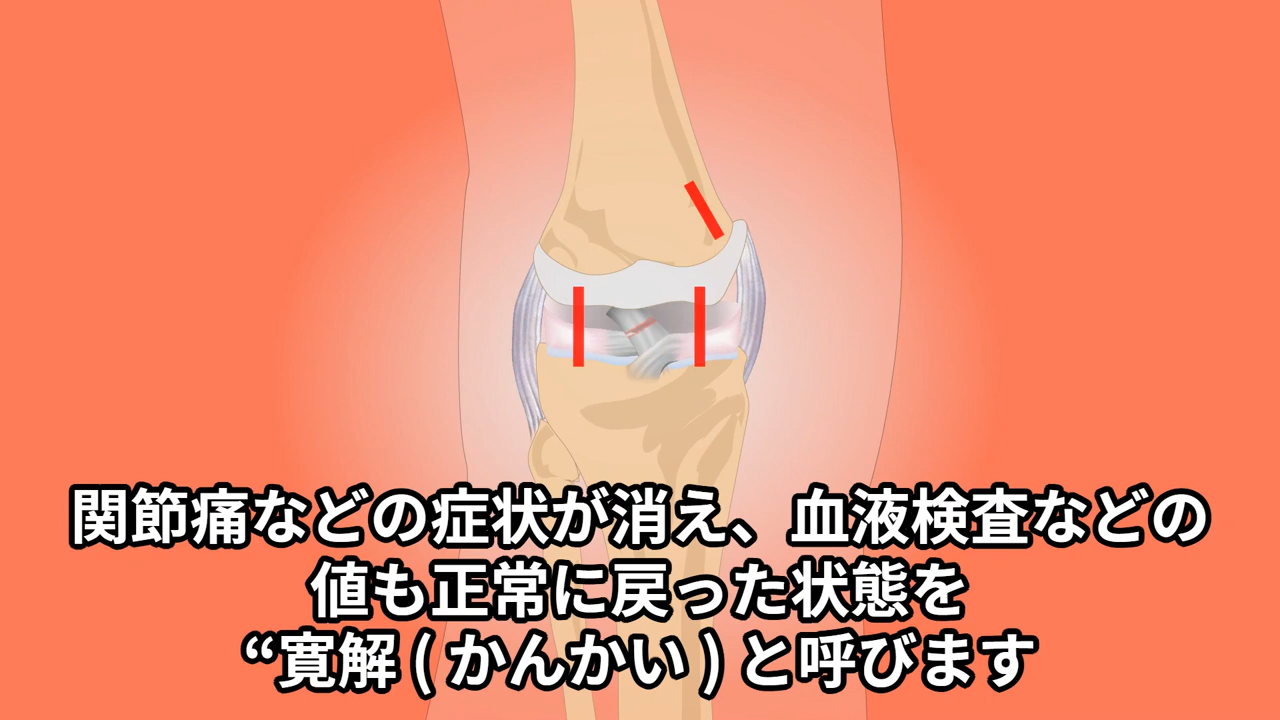 関節痛などの症状が消え、血液検査などの
値も正常に戻った状態を
“寛解(かんかい)と呼びます